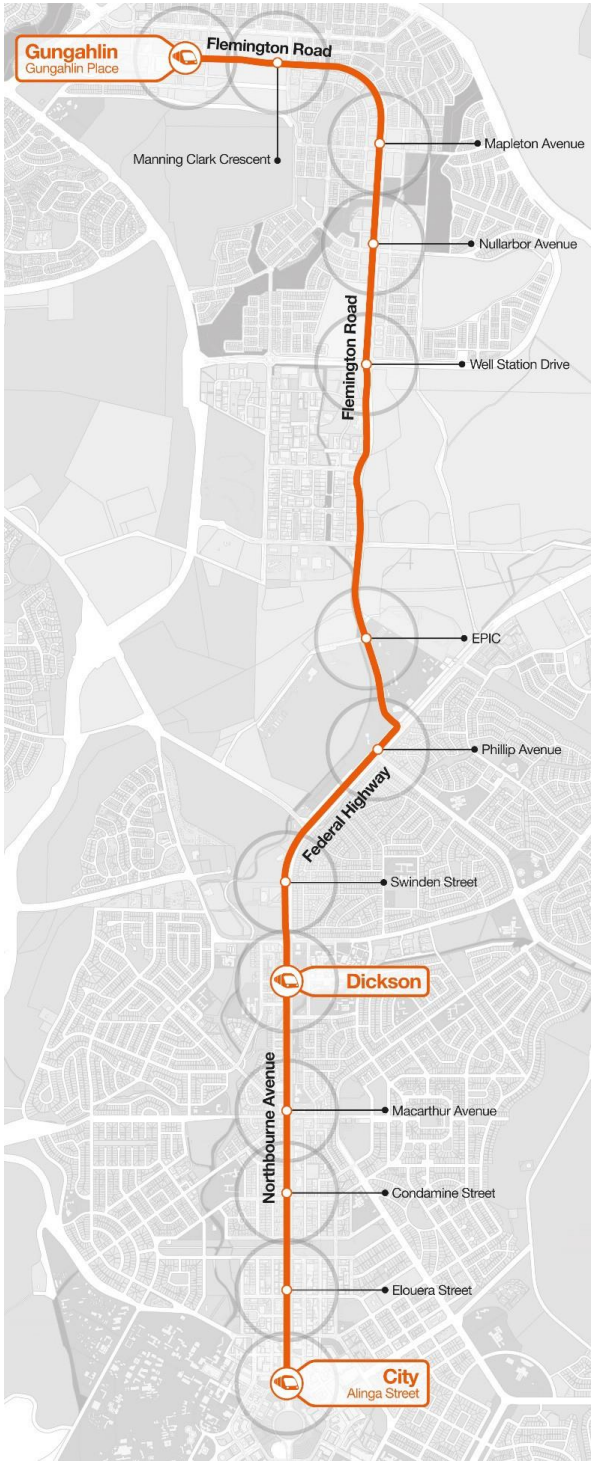 Gungahlin
Gungahlin Place
Flemington Road
Manning Clark Crescent
Mapleton Avenue
Nullarbor Avenue
Flemington Road
Well Station Drive
EPIC
Phillip Avenue
Federal Highway
Swinden Street
Dickson
Northbourne Avenue
Macarthur Avenue
Condamine Street
Elouera Street
City
Alinga Street